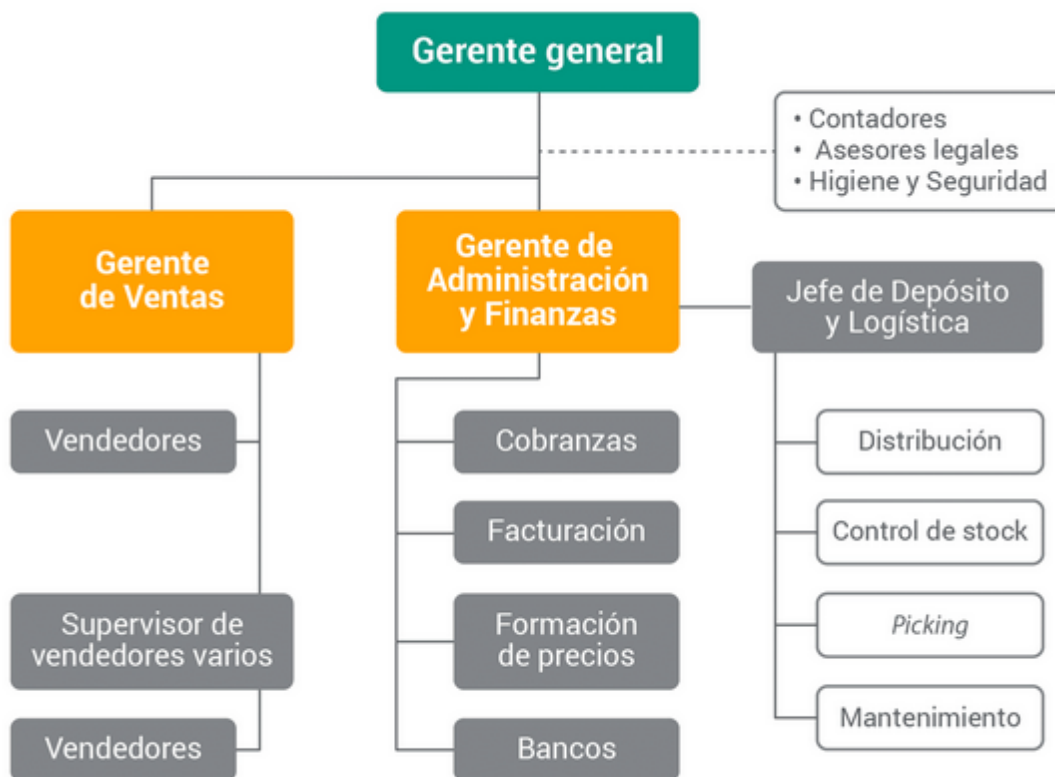 Gerente general
• Contadores
• Asesores legales
• Higiene y Seguridad
Gerente
de Ventas
Gerente de
Administración
y Finanzas
Jefe de Depósito
y Logística
Vendedores
Cobranzas
Distribución
Facturación
Control de stock
Supervisor de
vendedores varios
Formación
de precios
Picking
Vendedores
Bancos
Mantenimiento